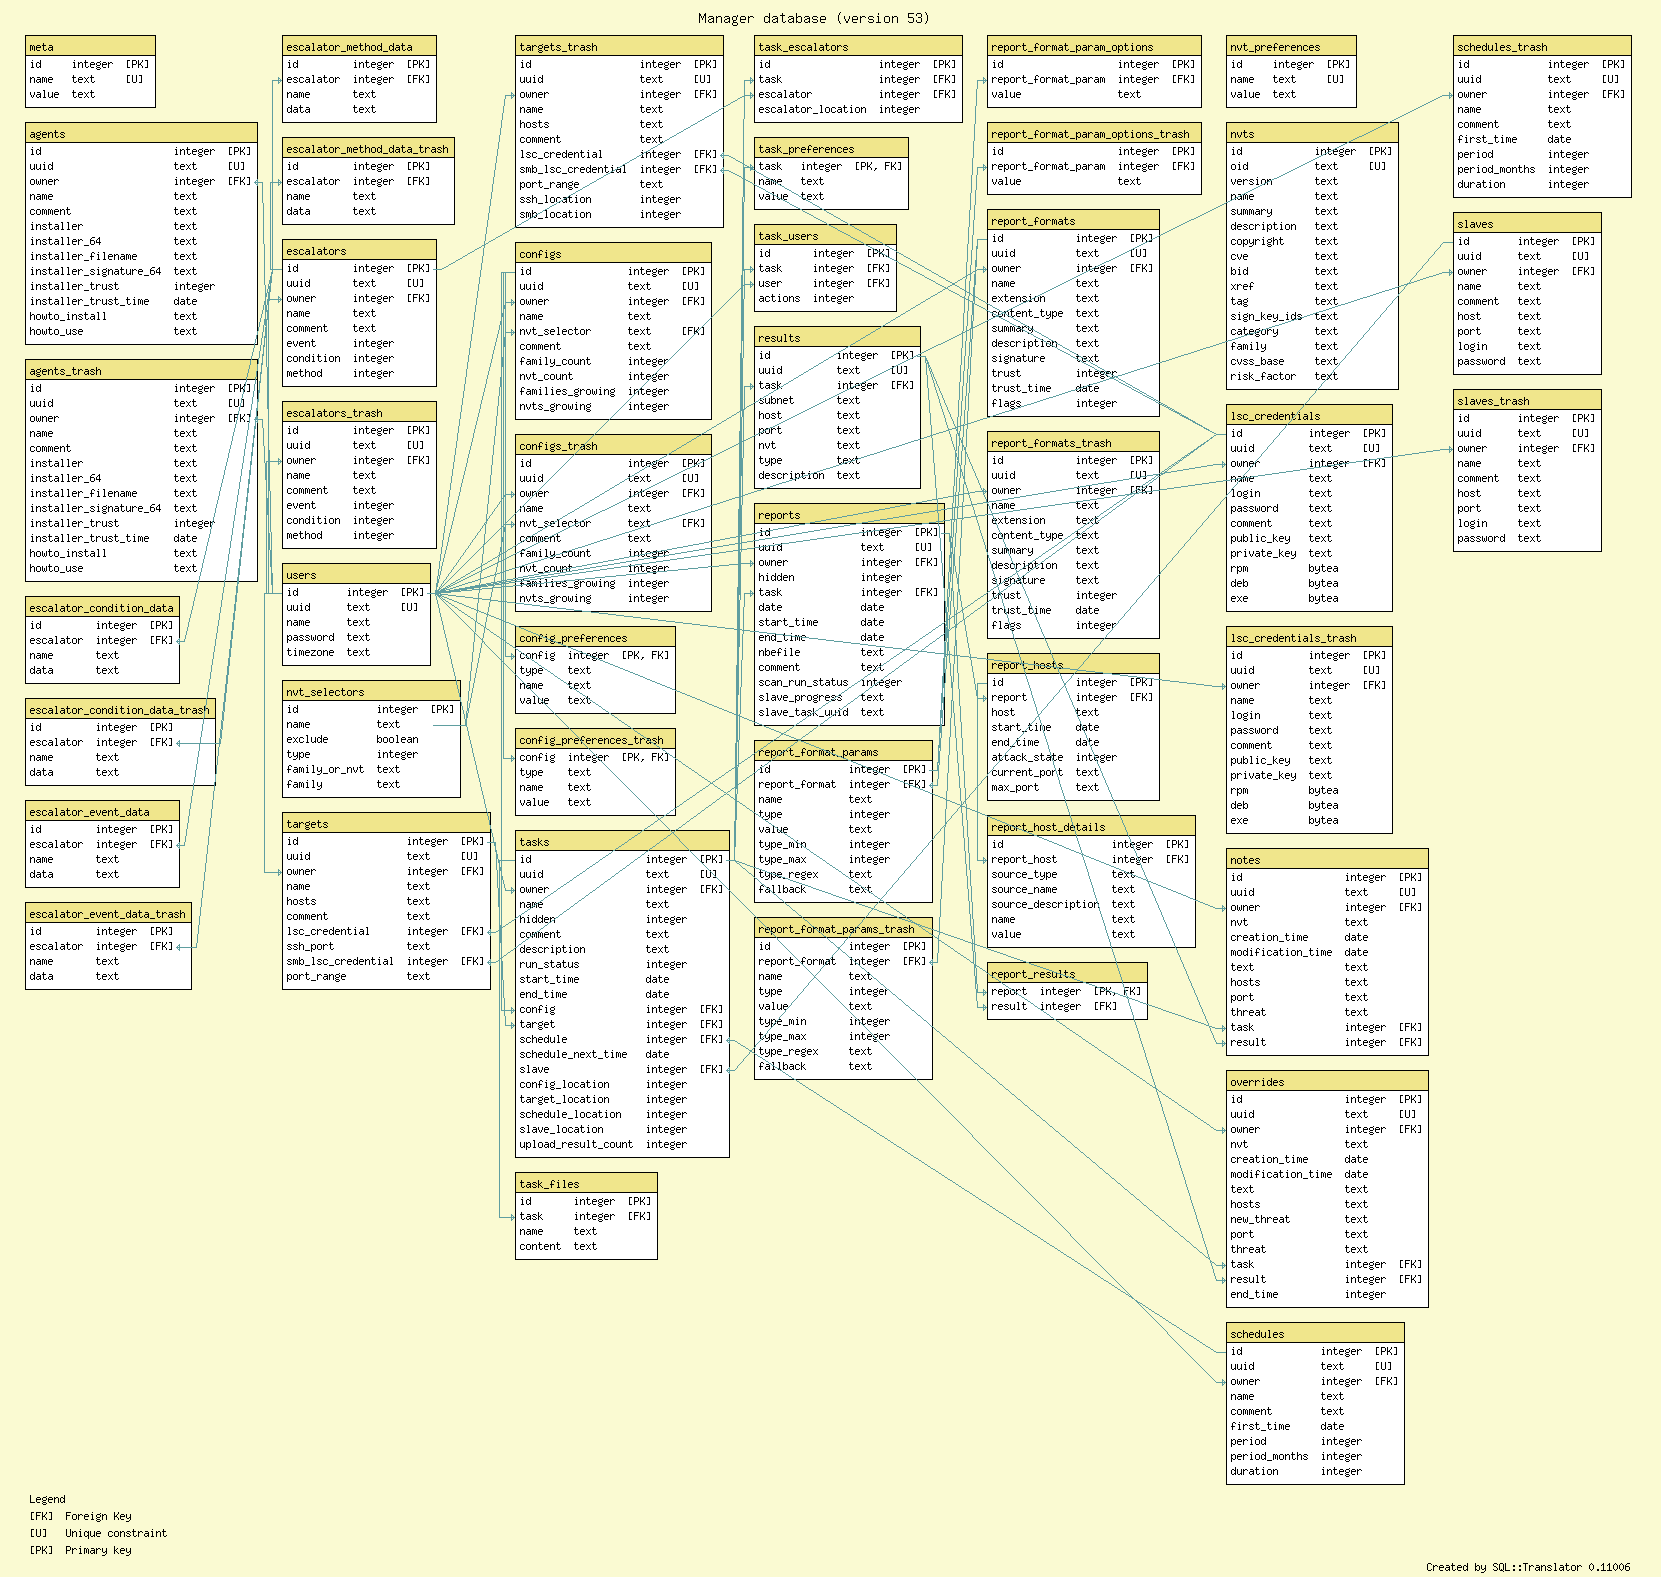 Manager database (version 53)
meta
id integer [PK]
name text [U]
value text
agents
id integer [PK]
uuid text [U]
owner integer [FK]
name text
comment text
installer text
installer_64 text
installer_filename text
installer_signature_64 text
installer_trust integer
installer_trust_time date
howto_install text
howto_use text
agents_trash
id integer [PK]
uuid text [U]
owner integer [FK]
name text
comment text
installer text
installer_64 text
installer_filename text
installer_signature_64 text
installer_trust integer
installer_trust_time date
howto_install text
howto_use text
escalator_condition_data
id integer [PK]
escalator integer [FK]
name text
data text
escalator_condition_data_trash
id integer [PK]
escalator integer [FK]
name text
data text
escalator_event_data
id integer [PK]
escalator integer [FK]
name text
data text
escalator_event_data_trash
id integer [PK]
escalator integer [FK]
name text
data text
escalator_method_data
id integer [PK]
escalator integer [FK]
name text
data text
escalator_method_data_trash
id integer [PK]
escalator integer [FK]
name text
data text
escalators
id integer [PK]
uuid text [U]
owner integer [FK]
name text
comment text
event integer
condition integer
method integer
escalators_trash
id integer [PK]
uuid text [U]
owner integer [FK]
name text
comment text
event integer
condition integer
method integer
users
id integer [PK]
uuid text [U]
name text
password text
timezone text
nvt_selectors
id integer [PK]
name text
exclude boolean
type integer
family_or_nvt text
family text
targets
id integer [PK]
uuid text [U]
owner integer [FK]
name text
hosts text
comment text
lsc_credential integer [FK]
ssh_port text
smb_lsc_credential integer [FK]
port_range text
targets_trash
id integer [PK]
uuid text [U]
owner integer [FK]
name text
hosts text
comment text
lsc_credential integer [FK]
smb_lsc_credential integer [FK]
port_range text
ssh_location integer
smb_location integer
configs
id integer [PK]
uuid text [U]
owner integer [FK]
name text
nvt_selector text [FK]
comment text
family_count integer
nvt_count integer
families_growing integer
nvts_growing integer
configs_trash
id integer [PK]
uuid text [U]
owner integer [FK]
name text
nvt_selector text [FK]
comment text
family_count integer
nvt_count integer
families_growing integer
nvts_growing integer
config_preferences
config integer [PK, FK]
type text
name text
value text
config_preferences_trash
config integer [PK, FK]
type text
name text
value text
tasks
id integer [PK]
uuid text [U]
owner integer [FK]
name text
hidden integer
comment text
description text
run_status integer
start_time date
end_time date
config integer [FK]
target integer [FK]
schedule integer [FK]
schedule_next_time date
slave integer [FK]
config_location integer
target_location integer
schedule_location integer
slave_location integer
upload_result_count integer
task_files
id integer [PK]
task integer [FK]
name text
content text
task_escalators
id integer [PK]
task integer [FK]
escalator integer [FK]
escalator_location integer
task_preferences
task integer [PK, FK]
name text
value text
task_users
id integer [PK]
task integer [FK]
user integer [FK]
actions integer
results
id integer [PK]
uuid text [U]
task integer [FK]
subnet text
host text
port text
nvt text
type text
description text
reports
id integer [PK]
uuid text [U]
owner integer [FK]
hidden integer
task integer [FK]
date date
start_time date
end_time date
nbefile text
comment text
scan_run_status integer
slave_progress text
slave_task_uuid text
report_format_params
id integer [PK]
report_format integer [FK]
name text
type integer
value text
type_min integer
type_max integer
type_regex text
fallback text
report_format_params_trash
id integer [PK]
report_format integer [FK]
name text
type integer
value text
type_min integer
type_max integer
type_regex text
fallback text
report_format_param_options
id integer [PK]
report_format_param integer [FK]
value text
report_format_param_options_trash
id integer [PK]
report_format_param integer [FK]
value text
report_formats
id integer [PK]
uuid text [U]
owner integer [FK]
name text
extension text
content_type text
summary text
description text
signature text
trust integer
trust_time date
flags integer
report_formats_trash
id integer [PK]
uuid text [U]
owner integer [FK]
name text
extension text
content_type text
summary text
description text
signature text
trust integer
trust_time date
flags integer
report_hosts
id integer [PK]
report integer [FK]
host text
start_time date
end_time date
attack_state integer
current_port text
max_port text
report_host_details
id integer [PK]
report_host integer [FK]
source_type text
source_name text
source_description text
name text
value text
report_results
report integer [PK, FK]
result integer [FK]
nvt_preferences
id integer [PK]
name text [U]
value text
nvts
id integer [PK]
oid text [U]
version text
name text
summary text
description text
copyright text
cve text
bid text
xref text
tag text
sign_key_ids text
category text
family text
cvss_base text
risk_factor text
lsc_credentials
id integer [PK]
uuid text [U]
owner integer [FK]
name text
login text
password text
comment text
public_key text
private_key text
rpm bytea
deb bytea
exe bytea
lsc_credentials_trash
id integer [PK]
uuid text [U]
owner integer [FK]
name text
login text
password text
comment text
public_key text
private_key text
rpm bytea
deb bytea
exe bytea
notes
id integer [PK]
uuid text [U]
owner integer [FK]
nvt text
creation_time date
modification_time date
text text
hosts text
port text
threat text
task integer [FK]
result integer [FK]
overrides
id integer [PK]
uuid text [U]
owner integer [FK]
nvt text
creation_time date
modification_time date
text text
hosts text
new_threat text
port text
threat text
task integer [FK]
result integer [FK]
end_time integer
schedules
id integer [PK]
uuid text [U]
owner integer [FK]
name text
comment text
first_time date
period integer
period_months integer
duration integer
schedules_trash
id integer [PK]
uuid text [U]
owner integer [FK]
name text
comment text
first_time date
period integer
period_months integer
duration integer
slaves
id integer [PK]
uuid text [U]
owner integer [FK]
name text
comment text
host text
port text
login text
password text
slaves_trash
id integer [PK]
uuid text [U]
owner integer [FK]
name text
comment text
host text
port text
login text
password text
Legend
[FK] Foreign Key
[U] Unique constraint
[PK] Primary key
Created by SQL::Translator 0.11006